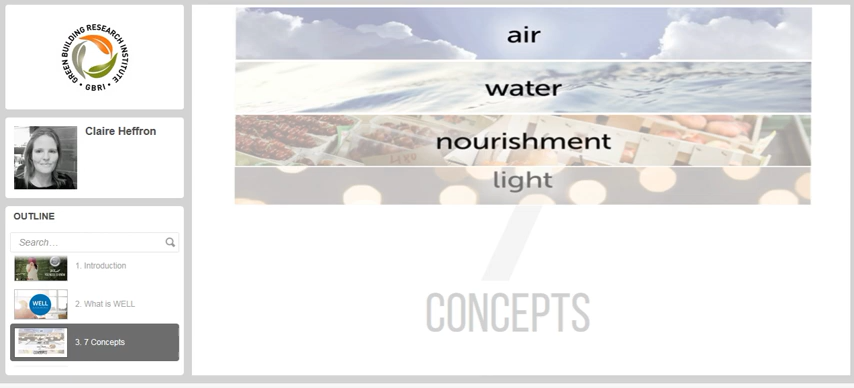 GREEN BUILDING RESEARCH INSTITUTE
• GBRI •
Claire Heffron
OUTLINE
Search...
1. Introduction
WELL
2. What is WELL
3. 7 Concepts
air
water
nourishment
light
7
CONCEPTS